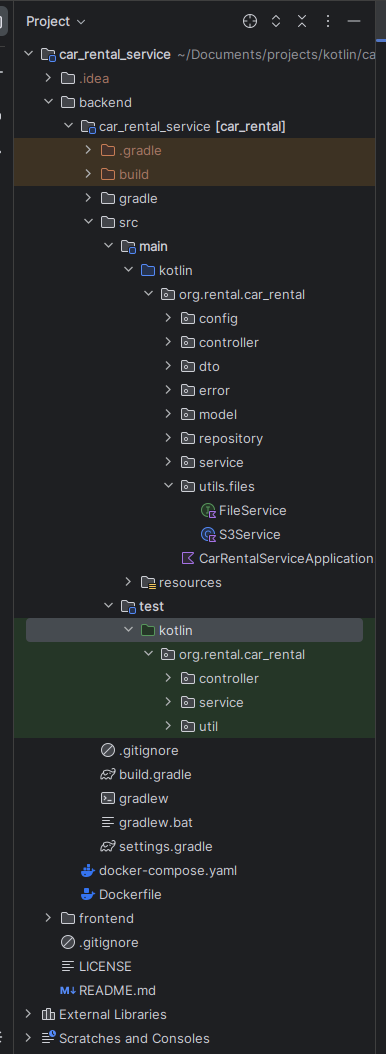 Project
car_rental_service ~/Documents/projects/kotlin/ca
.idea
backend
car_rental_service [car_rental]
.gradle
build
gradle
src
main
kotlin
org.rental.car_rental
config
controller
dto
error
model
repository
service
utils.files
FileService
S3Service
CarRentalServiceApplication
resources
test
kotlin
org.rental.car_rental
controller
service
util
.gitignore
build.gradle
gradlew
gradlew.bat
settings.gradle
docker-compose.yaml
Dockerfile
frontend
.gitignore
LICENSE
M↓ README.md
External Libraries
Scratches and Consoles